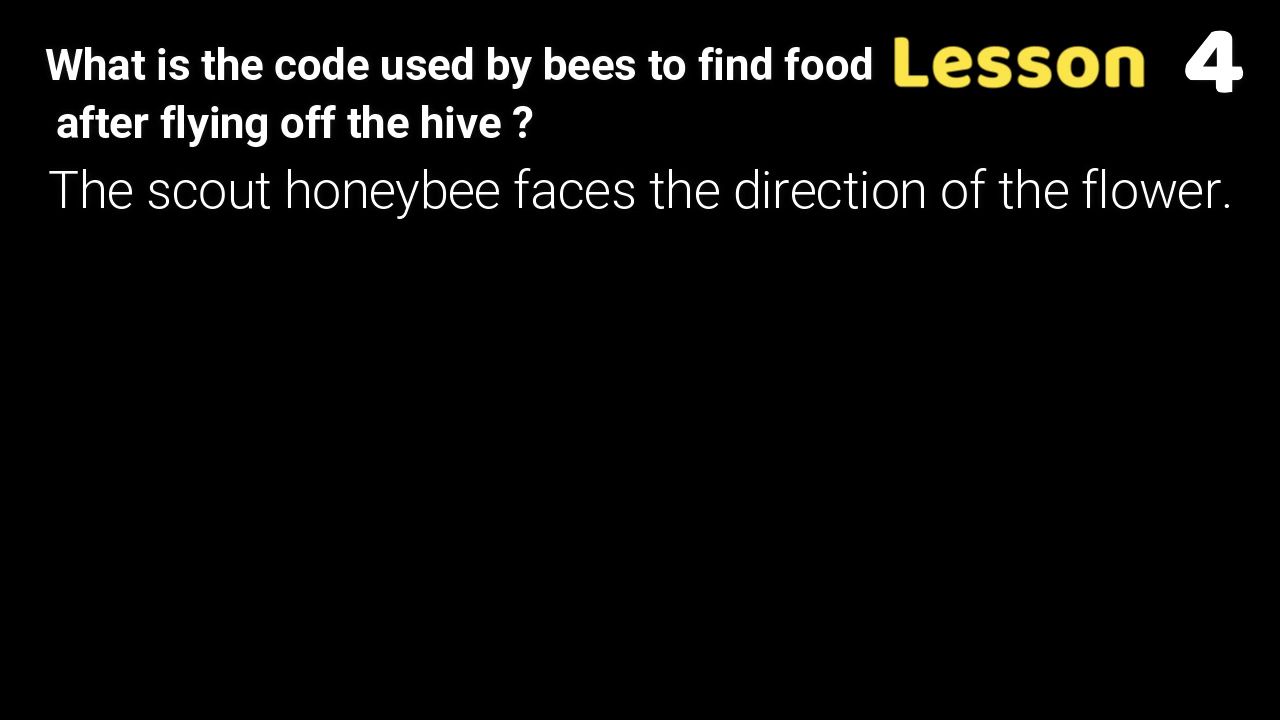 What is the code used by bees to find food Lesson 4
after flying off the hive ?
The scout honeybee faces the direction of the flower.